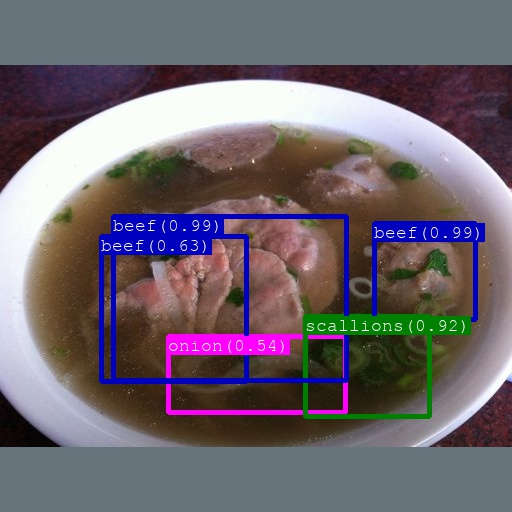 beef(0.99)
beef(0.99)
beef(0.63)
scallions(0.92)
onion(0.54)